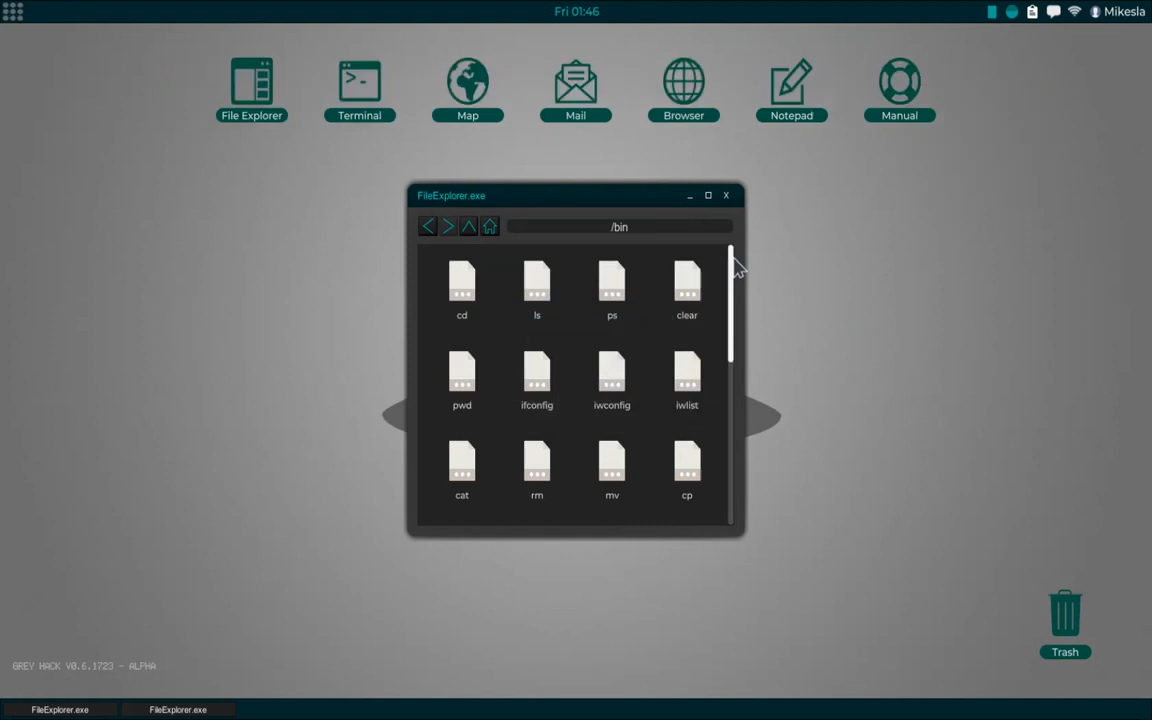 Fri 01:46
Mikesla
File Explorer
Terminal
Map
Mail
Browser
Notepad
Manual
FileExplorer.exe
X
/bin
cd
ls
ps
clear
pwd
ifconfig
iwconfig
iwlist
cat
rm
mv
cp
Trash
GREY HACK V0.6.1723 - ALPHA
FileExplorer.exe
FileExplorer.exe